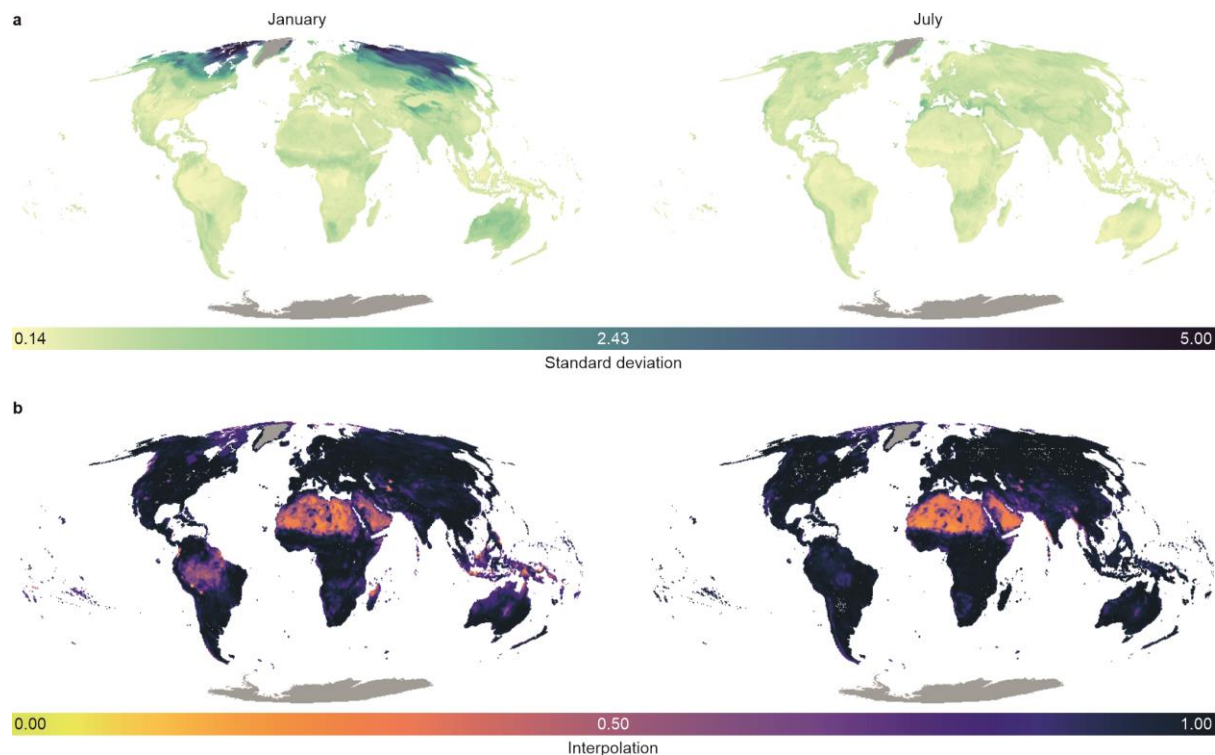 a
January
July
0.14
2.43
5.00
Standard deviation
b
0.00
0.50
1.00
Interpolation